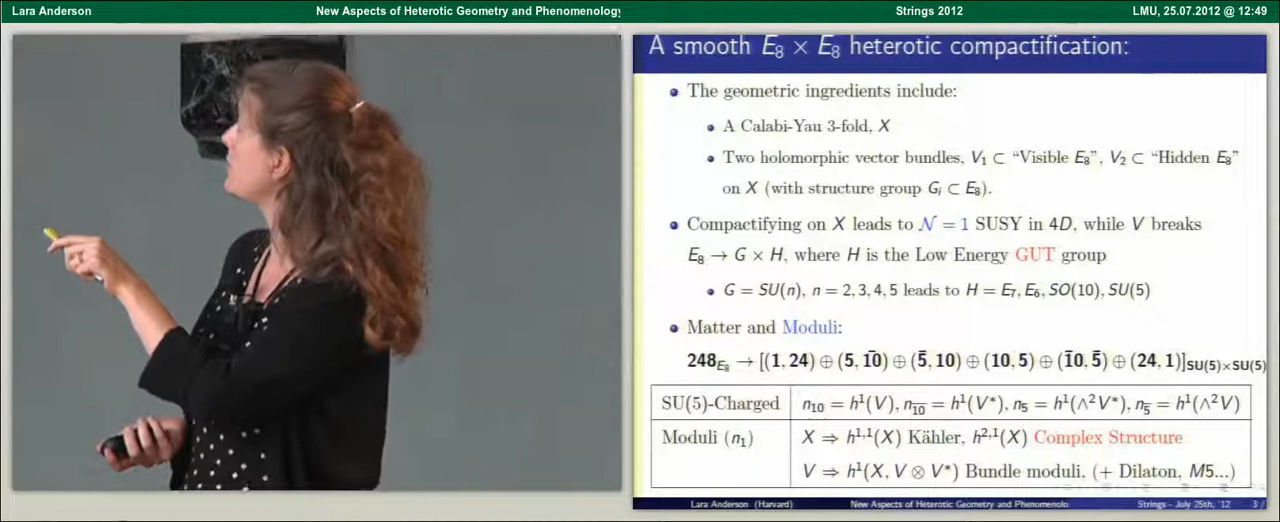 Lara Anderson New Aspects of Heterotic Geometry and Phenomenology Strings 2012 LMU, 25.07.2012 @ 12:49
A smooth E₈ × E₈ heterotic compactification:
• The geometric ingredients include:
• A Calabi-Yau 3-fold, X
• Two holomorphic vector bundles, V₁ ⊂ “Visible E₈”, V₂ ⊂ “Hidden E₈”
on X (with structure group Gᵢ ⊂ E₈).
• Compactifying on X leads to 𝒩 = 1 SUSY in 4D, while V breaks
E₈ → G × H, where H is the Low Energy GUT group
• G = SU(n), n = 2, 3, 4, 5 leads to H = E₇, E₆, SO(10), SU(5)
• Matter and Moduli:
248_E₈ → [(1, 24) ⊕ (5, 1̄0̄) ⊕ (5̄, 10) ⊕ (10, 5) ⊕ (1̄0̄, 5̄) ⊕ (24, 1)]_SU(5)×SU(5)
SU(5)-Charged n₁₀ = h¹(V), n_1̄0̄ = h¹(V*), n₅ = h¹(∧²V*), n_5̄ = h¹(∧²V)
Moduli (n₁) X ⇒ h¹,¹(X) Kähler, h²,¹(X) Complex Structure
V ⇒ h¹(X, V ⊗ V*) Bundle moduli, (+ Dilaton, M5...)
Lara Anderson (Harvard) New Aspects of Heterotic Geometry and Phenomenolo Strings - July 25th, '12 3 /